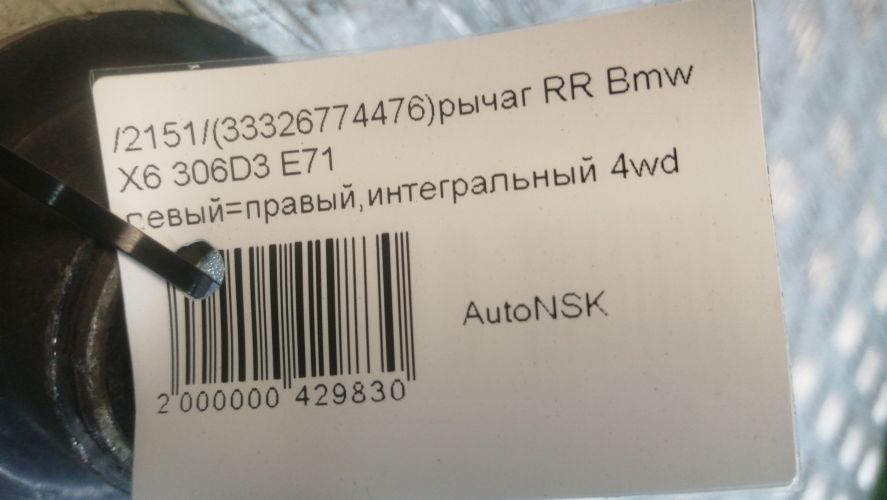 /2151/(33326774476)рычаг RR Bmw
X6 306D3 E71
левый=правый,интегральный 4wd
AutoNSK
2 000000 429830